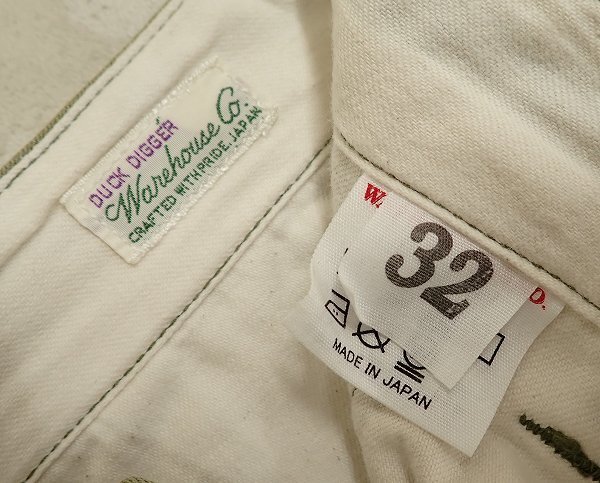 DUCK DIGGER
Warehouse Co.
CRAFTED WITH PRIDE. JAPAN
W.
32
D.
MADE IN JAPAN